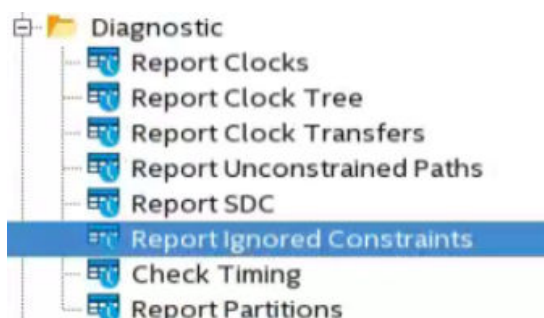 Diagnostic
Report Clocks
Report Clock Tree
Report Clock Transfers
Report Unconstrained Paths
Report SDC
Report Ignored Constraints
Check Timing
Report Partitions